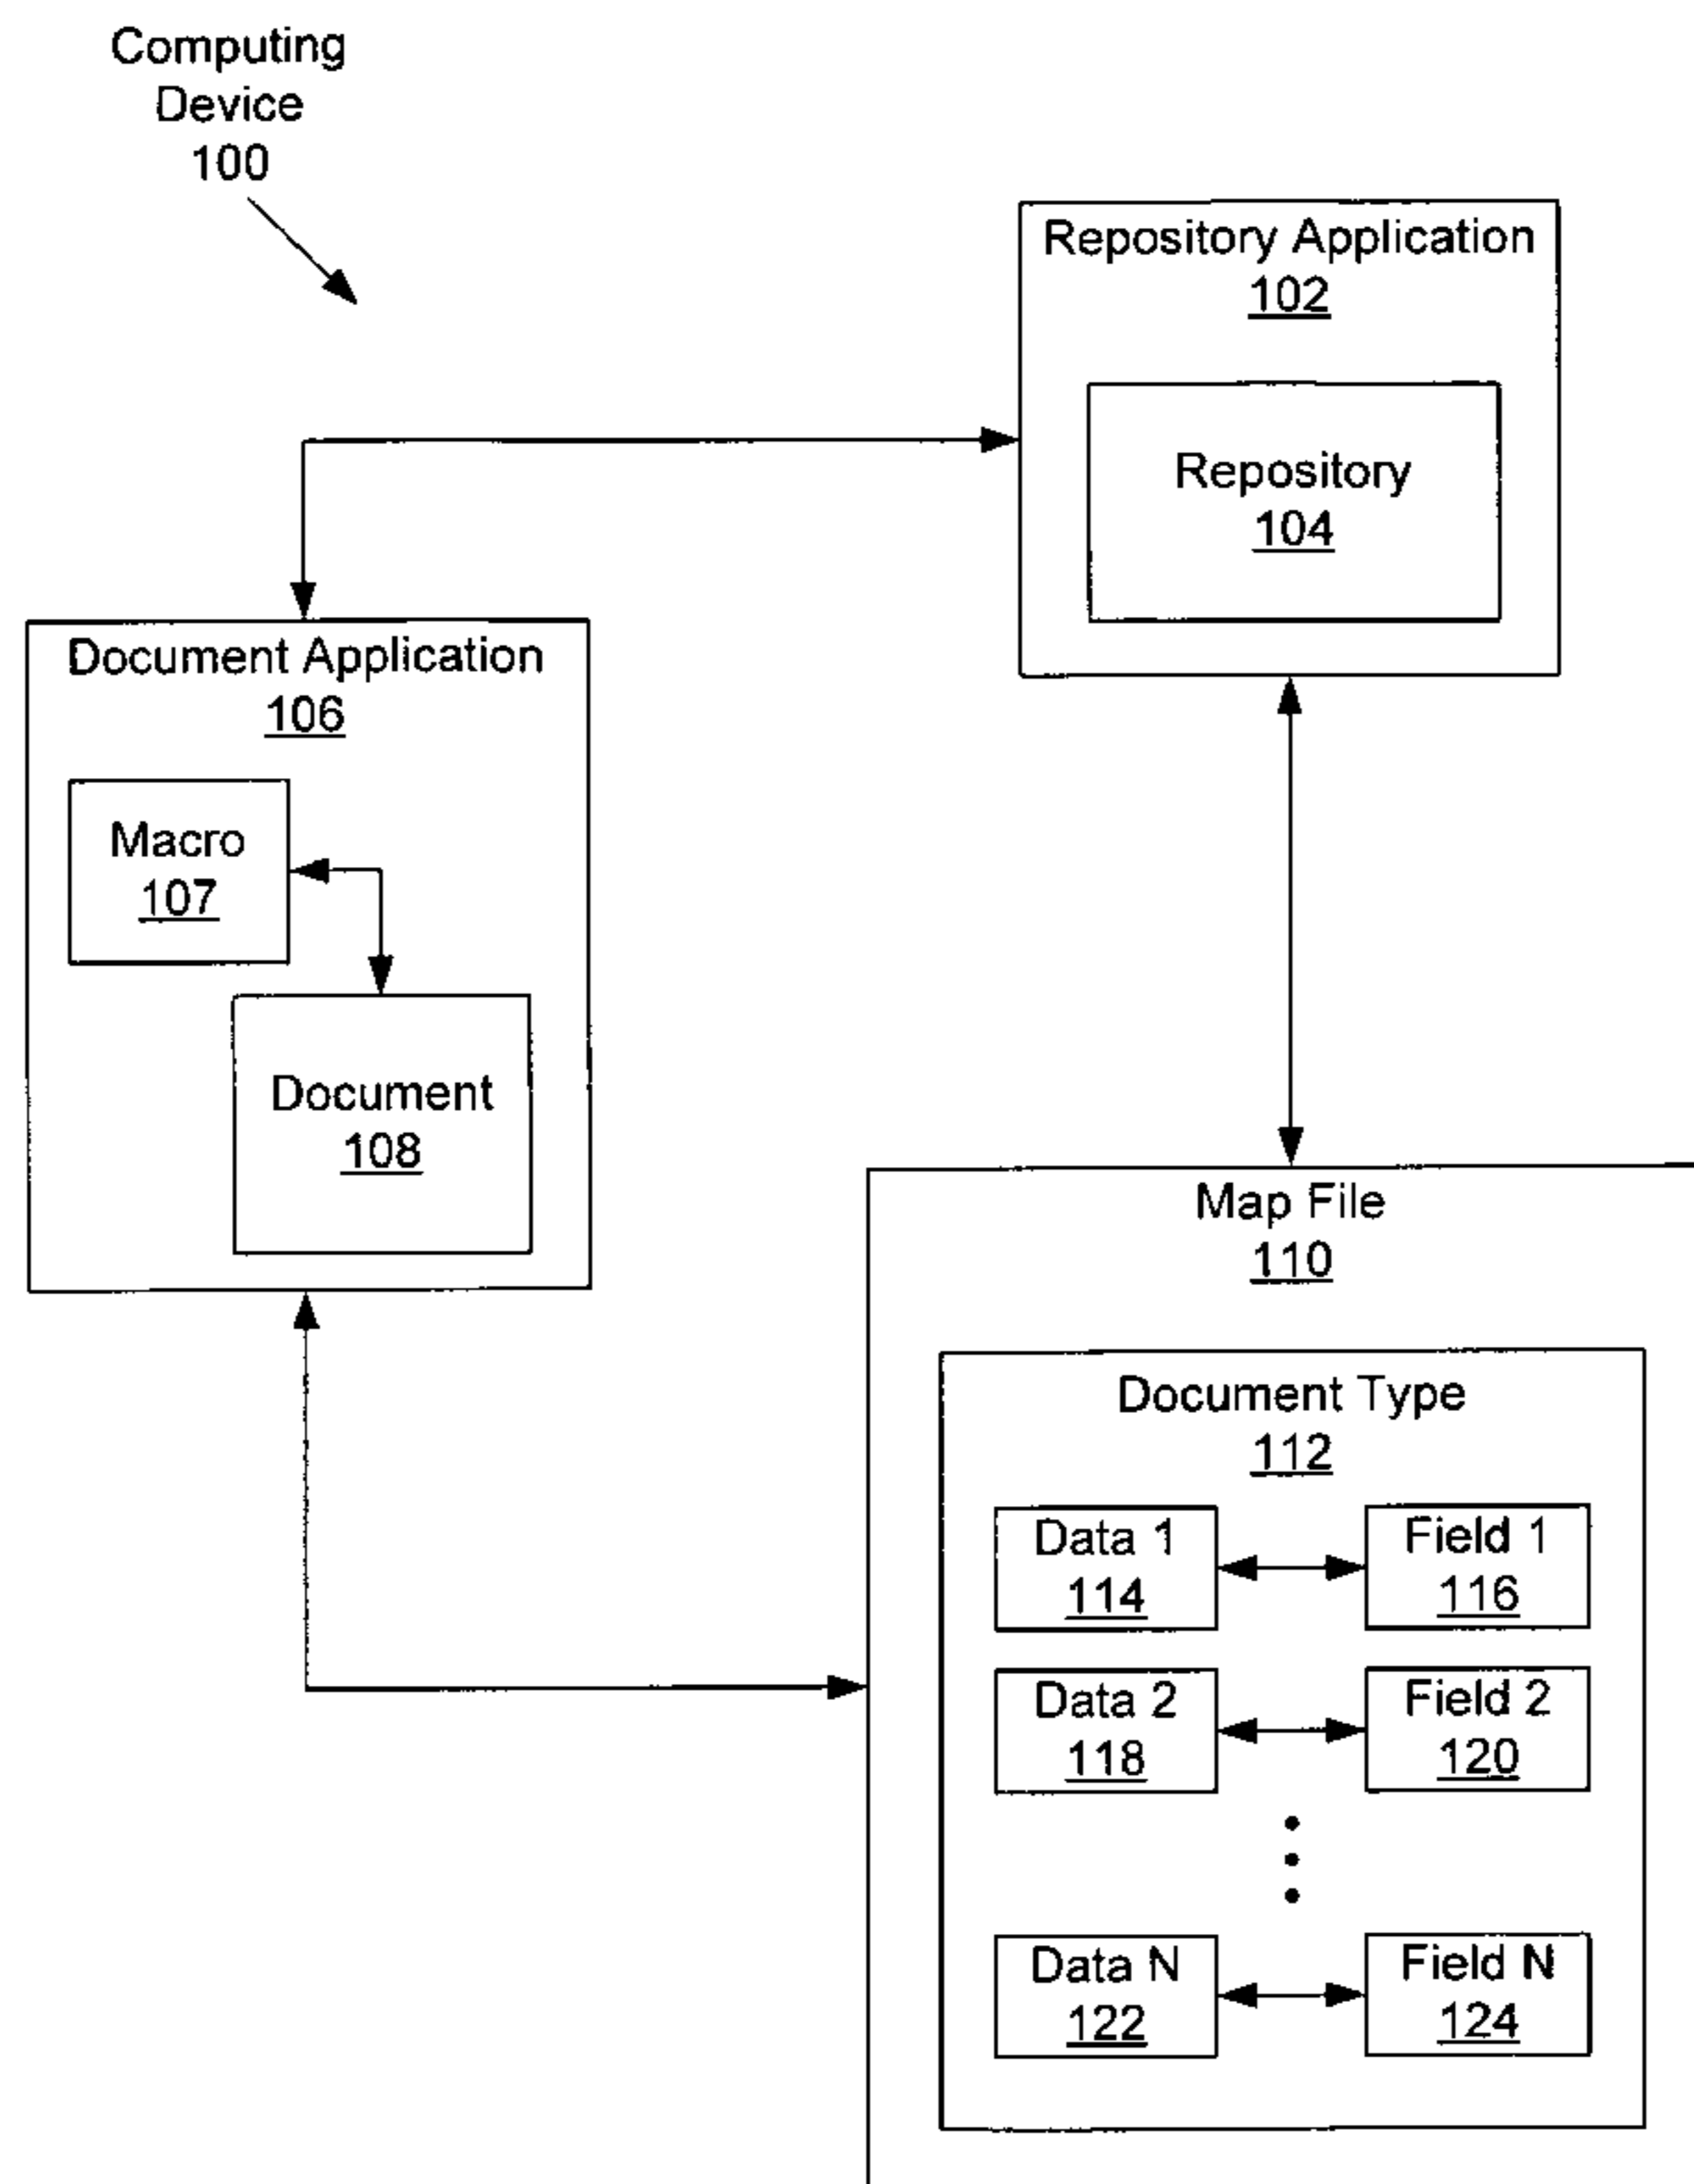 Computing
Device
100
Repository Application
102
Repository
104
Document Application
106
Macro
107
Document
108
Map File
110
Document Type
112
Data 1
114
Field 1
116
Data 2
118
Field 2
120
Data N
122
Field N
124